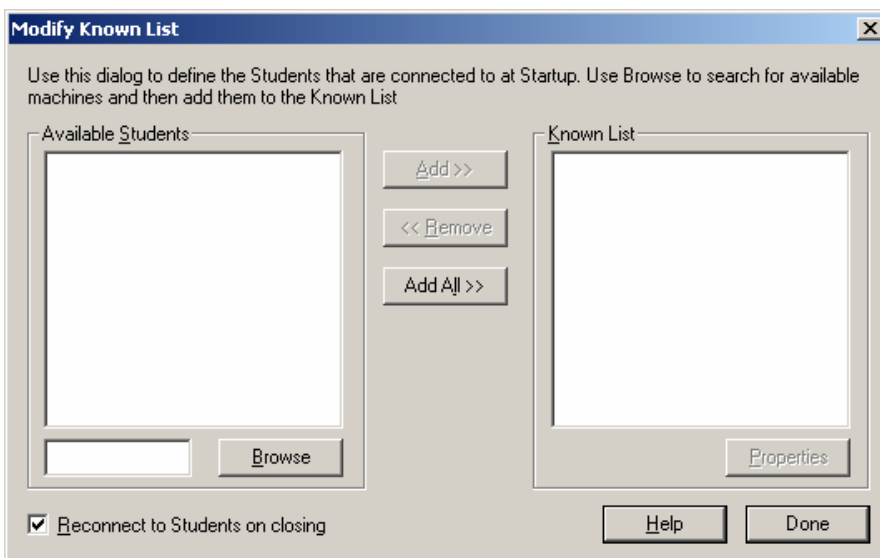 Modify Known List
Use this dialog to define the Students that are connected to at Startup. Use Browse to search for available
machines and then add them to the Known List
Available Students
Known List
Add >>
<< Remove
Add All >>
Browse
Properties
Reconnect to Students on closing
Help
Done